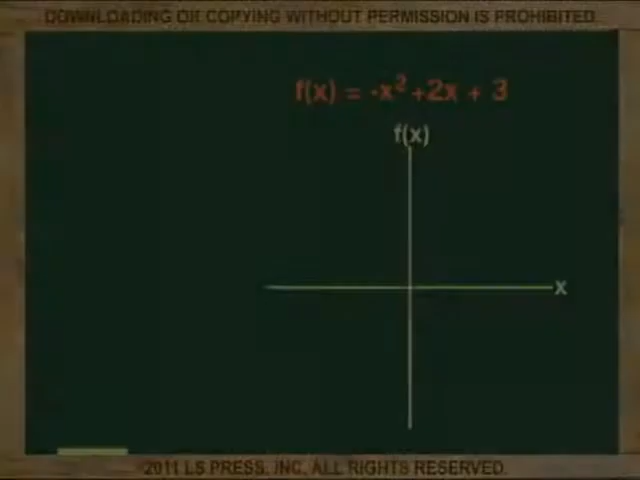 DOWNLOADING OR COPYING WITHOUT PERMISSION IS PROHIBITED.
f(x) = -x² +2x + 3
f(x)
x
2011 LS PRESS, INC. ALL RIGHTS RESERVED.